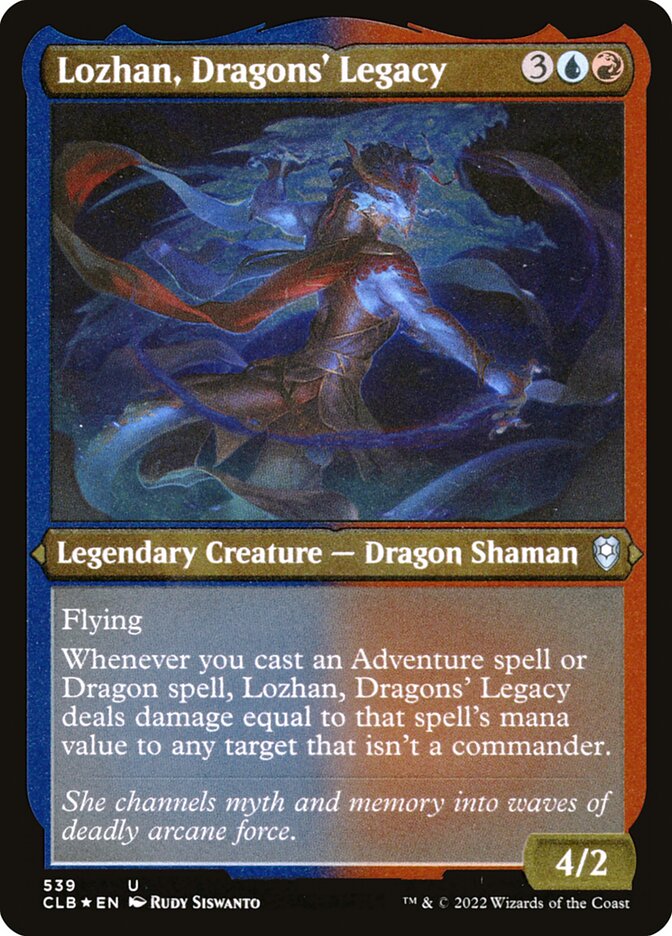 Lozhan, Dragons' Legacy 3
Legendary Creature — Dragon Shaman
Flying
Whenever you cast an Adventure spell or
Dragon spell, Lozhan, Dragons' Legacy
deals damage equal to that spell's mana
value to any target that isn't a commander.
She channels myth and memory into waves of
deadly arcane force.
4/2
539 U
CLB★EN Rudy Siswanto ™ & © 2022 Wizards of the Coast